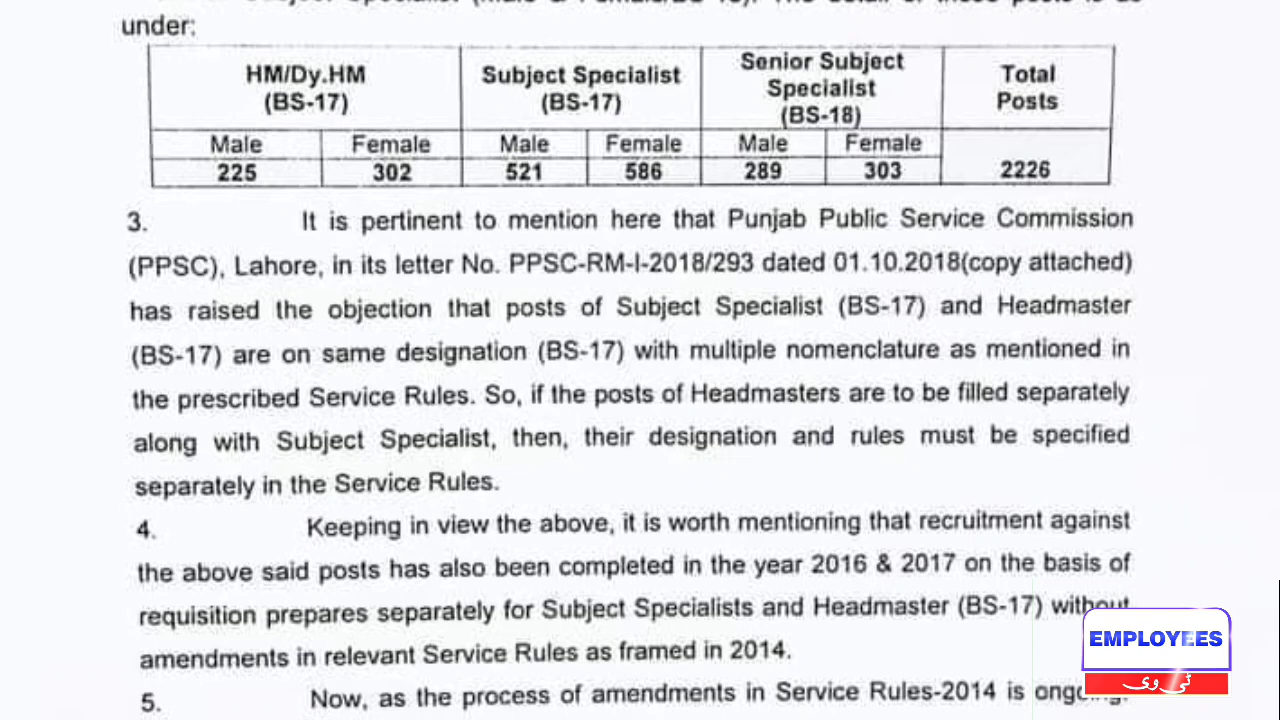 under:
HM/Dy.HM
(BS-17)
Subject Specialist
(BS-17)
Senior Subject
Specialist
(BS-18)
Total
Posts
Male Female Male Female Male Female
225 302 521 586 289 303 2226
3. It is pertinent to mention here that Punjab Public Service Commission
(PPSC), Lahore, in its letter No. PPSC-RM-I-2018/293 dated 01.10.2018(copy attached)
has raised the objection that posts of Subject Specialist (BS-17) and Headmaster
(BS-17) are on same designation (BS-17) with multiple nomenclature as mentioned in
the prescribed Service Rules. So, if the posts of Headmasters are to be filled separately
along with Subject Specialist, then, their designation and rules must be specified
separately in the Service Rules.
4. Keeping in view the above, it is worth mentioning that recruitment against
the above said posts has also been completed in the year 2016 & 2017 on the basis of
requisition prepares separately for Subject Specialists and Headmaster (BS-17) without
amendments in relevant Service Rules as framed in 2014.
5. Now, as the process of amendments in Service Rules-2014 is
EMPLOYEES
ٹی وی